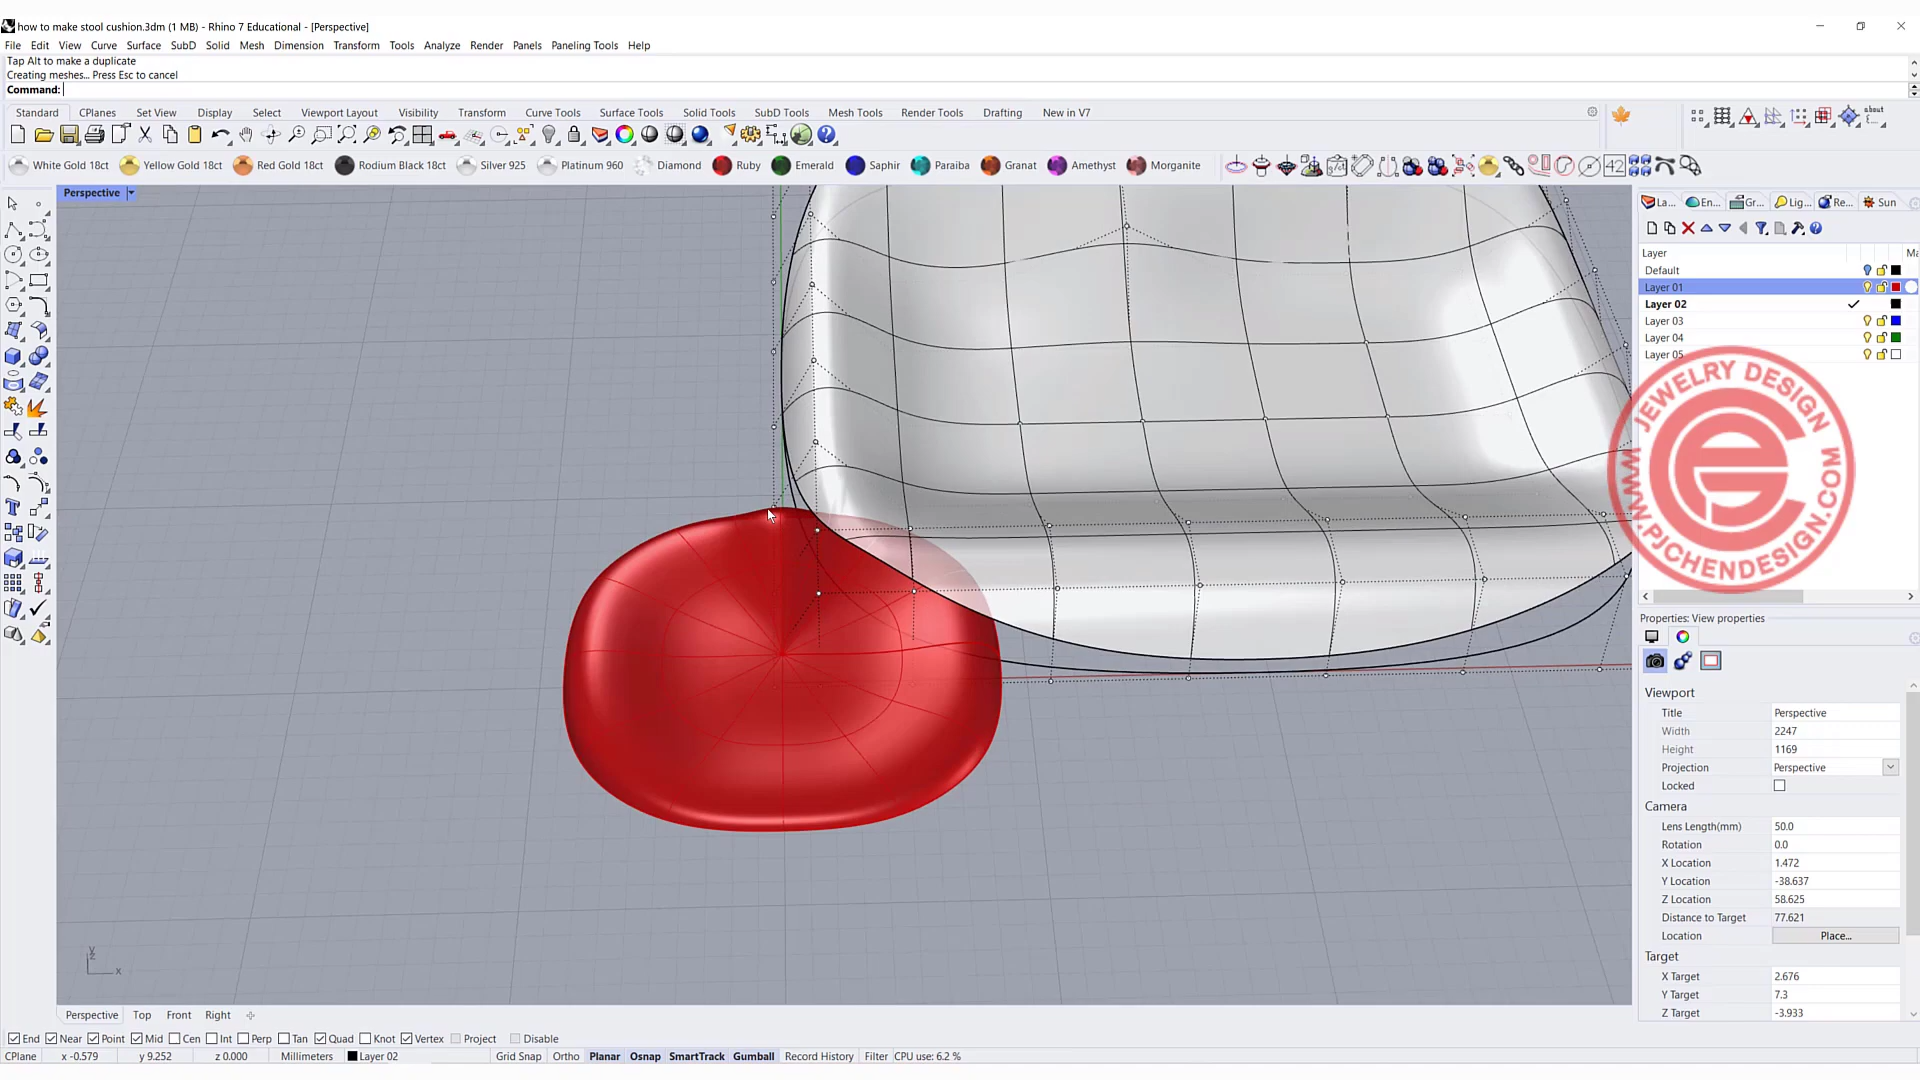 how to make stool cushion.3dm (1 MB) - Rhino 7 Educational - [Perspective]
File Edit View Curve Surface SubD Solid Mesh Dimension Transform Tools Analyze Render Panels Paneling Tools Help
Tap Alt to make a duplicate
Creating meshes... Press Esc to cancel
Command:
Standard CPlanes Set View Display Select Viewport Layout Visibility Transform Curve Tools Surface Tools Solid Tools SubD Tools Mesh Tools Render Tools Drafting New in V7
about
White Gold 18ct Yellow Gold 18ct Red Gold 18ct Rodium Black 18ct Silver 925 Platinum 960 Diamond Ruby Emerald Saphir Paraiba Granat Amethyst Morganite 42
Perspective
La... En... Gr... Lig... Re... Sun
Layer Ma
Default
Layer 01
Layer 02
Layer 03
Layer 04
Layer 05
JEWELRY DESIGN
WWW.PJCHENDESIGN.COM
Properties: View properties
Viewport
Title Perspective
Width 2247
Height 1169
Projection Perspective
Locked
Camera
Lens Length(mm) 50.0
Rotation 0.0
X Location 1.472
Y Location -38.637
Z Location 58.625
Distance to Target 77.621
Location Place...
Target
X Target 2.676
Y Target 7.3
Z Target -3.933
y
z
x
Perspective Top Front Right
End Near Point Mid Cen Int Perp Tan Quad Knot Vertex Project Disable
CPlane x -0.579 y 9.252 z 0.000 Millimeters Layer 02 Grid Snap Ortho Planar Osnap SmartTrack Gumball Record History Filter CPU use: 6.2 %